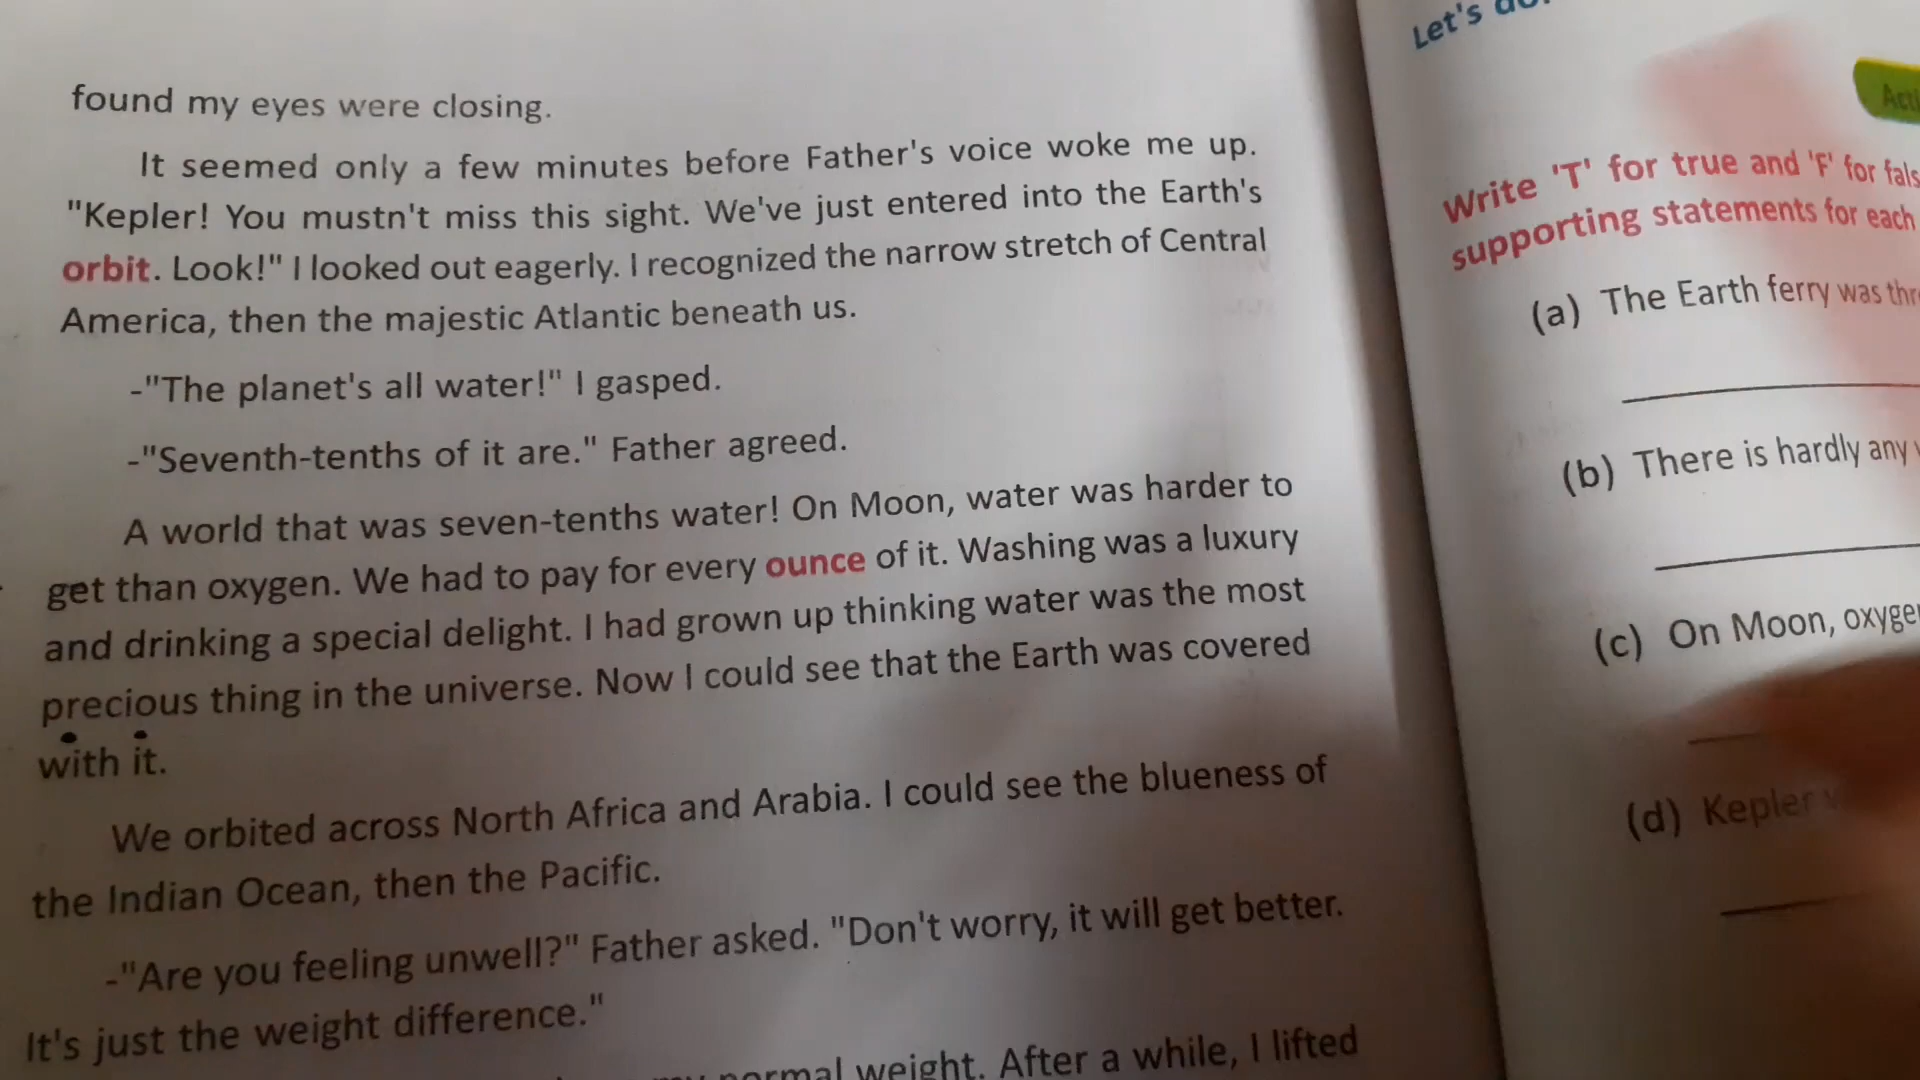 found my eyes were closing.
It seemed only a few minutes before Father's voice woke me up.
"Kepler! You mustn't miss this sight. We've just entered into the Earth's
orbit. Look!" I looked out eagerly. I recognized the narrow stretch of Central
America, then the majestic Atlantic beneath us.
-"The planet's all water!" I gasped.
-"Seventh-tenths of it are." Father agreed.
A world that was seven-tenths water! On Moon, water was harder to
get than oxygen. We had to pay for every ounce of it. Washing was a luxury
and drinking a special delight. I had grown up thinking water was the most
precious thing in the universe. Now I could see that the Earth was covered
with it.
We orbited across North Africa and Arabia. I could see the blueness of
the Indian Ocean, then the Pacific.
-"Are you feeling unwell?" Father asked. "Don't worry, it will get better.
It's just the weight difference."
normal weight. After a while, I lifted
Let's
Write 'T' for true and 'F' for
supporting statements for each
(a) The Earth ferry was
(b) There is hardly any
(c) On Moon,
(d) Kepler